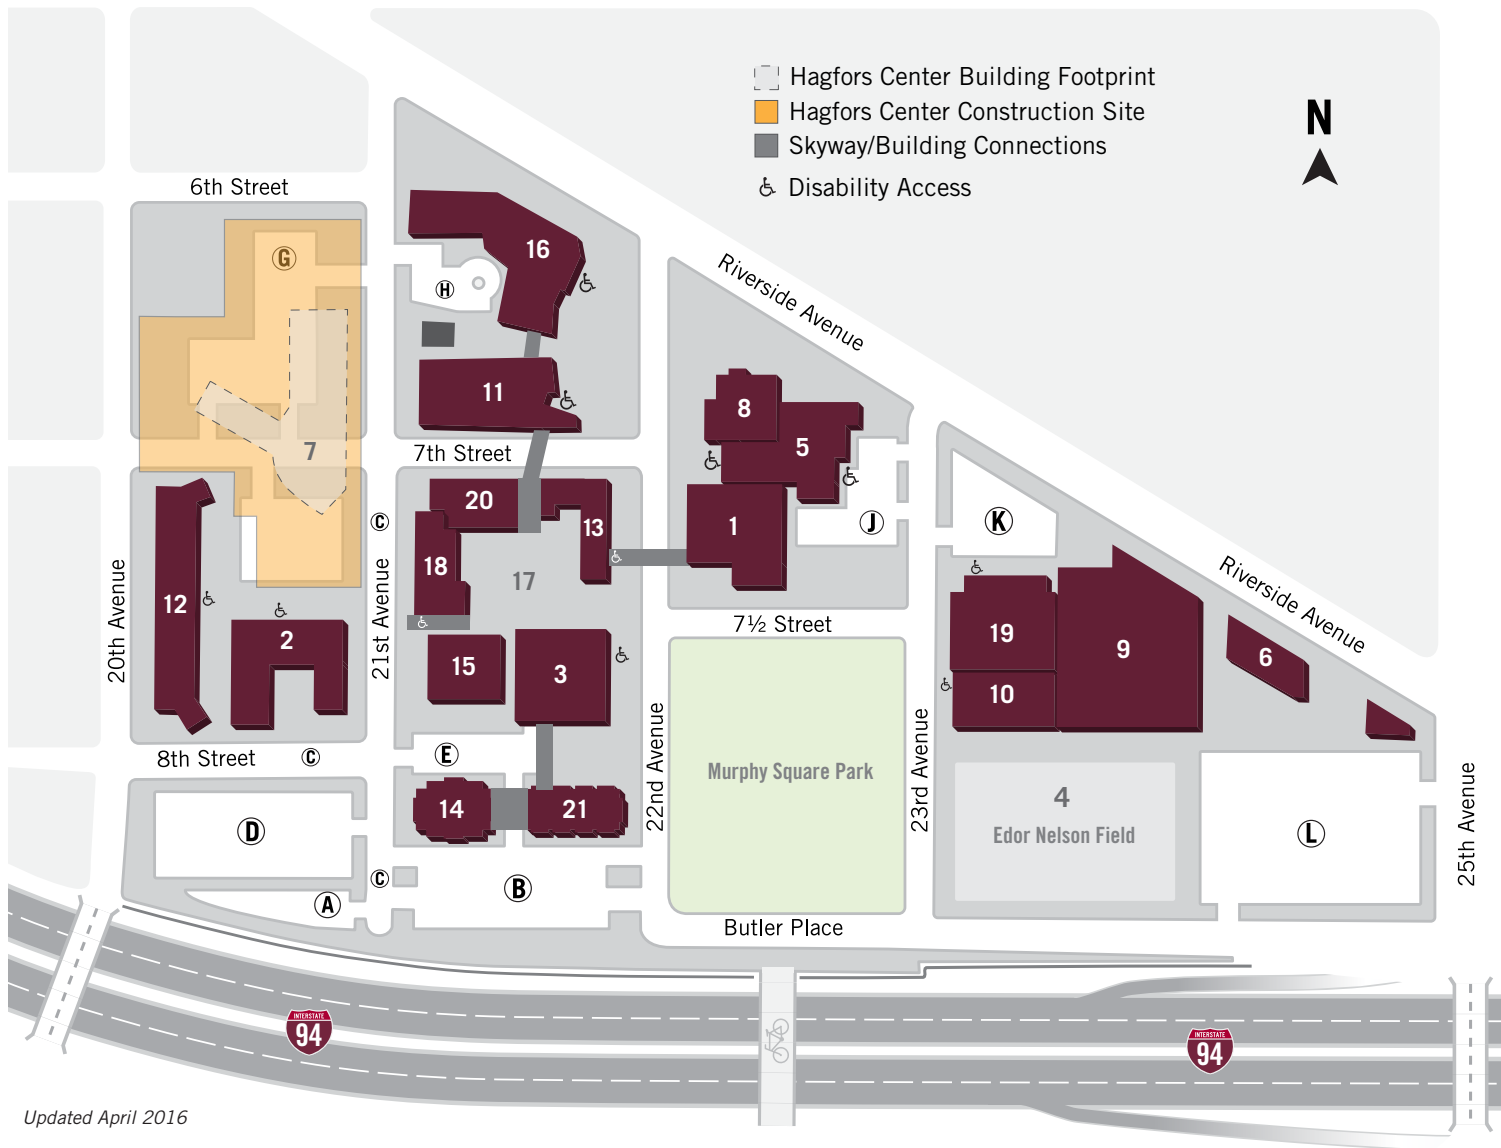 Hagfors Center Building Footprint
Hagfors Center Construction Site
Skyway/Building Connections
Disability Access
N
6th Street
G
16
H
Riverside Avenue
11
8
5
7
7th Street
20
13
1
J
K
C
18
17
12
2
20th Avenue
21st Avenue
7½ Street
Riverside Avenue
15
3
19
9
6
10
8th Street
C
E
22nd Avenue
Murphy Square Park
23rd Avenue
4
Edor Nelson Field
25th Avenue
14
21
D
L
C
B
A
Butler Place
INTERSTATE
94
INTERSTATE
94
Updated April 2016